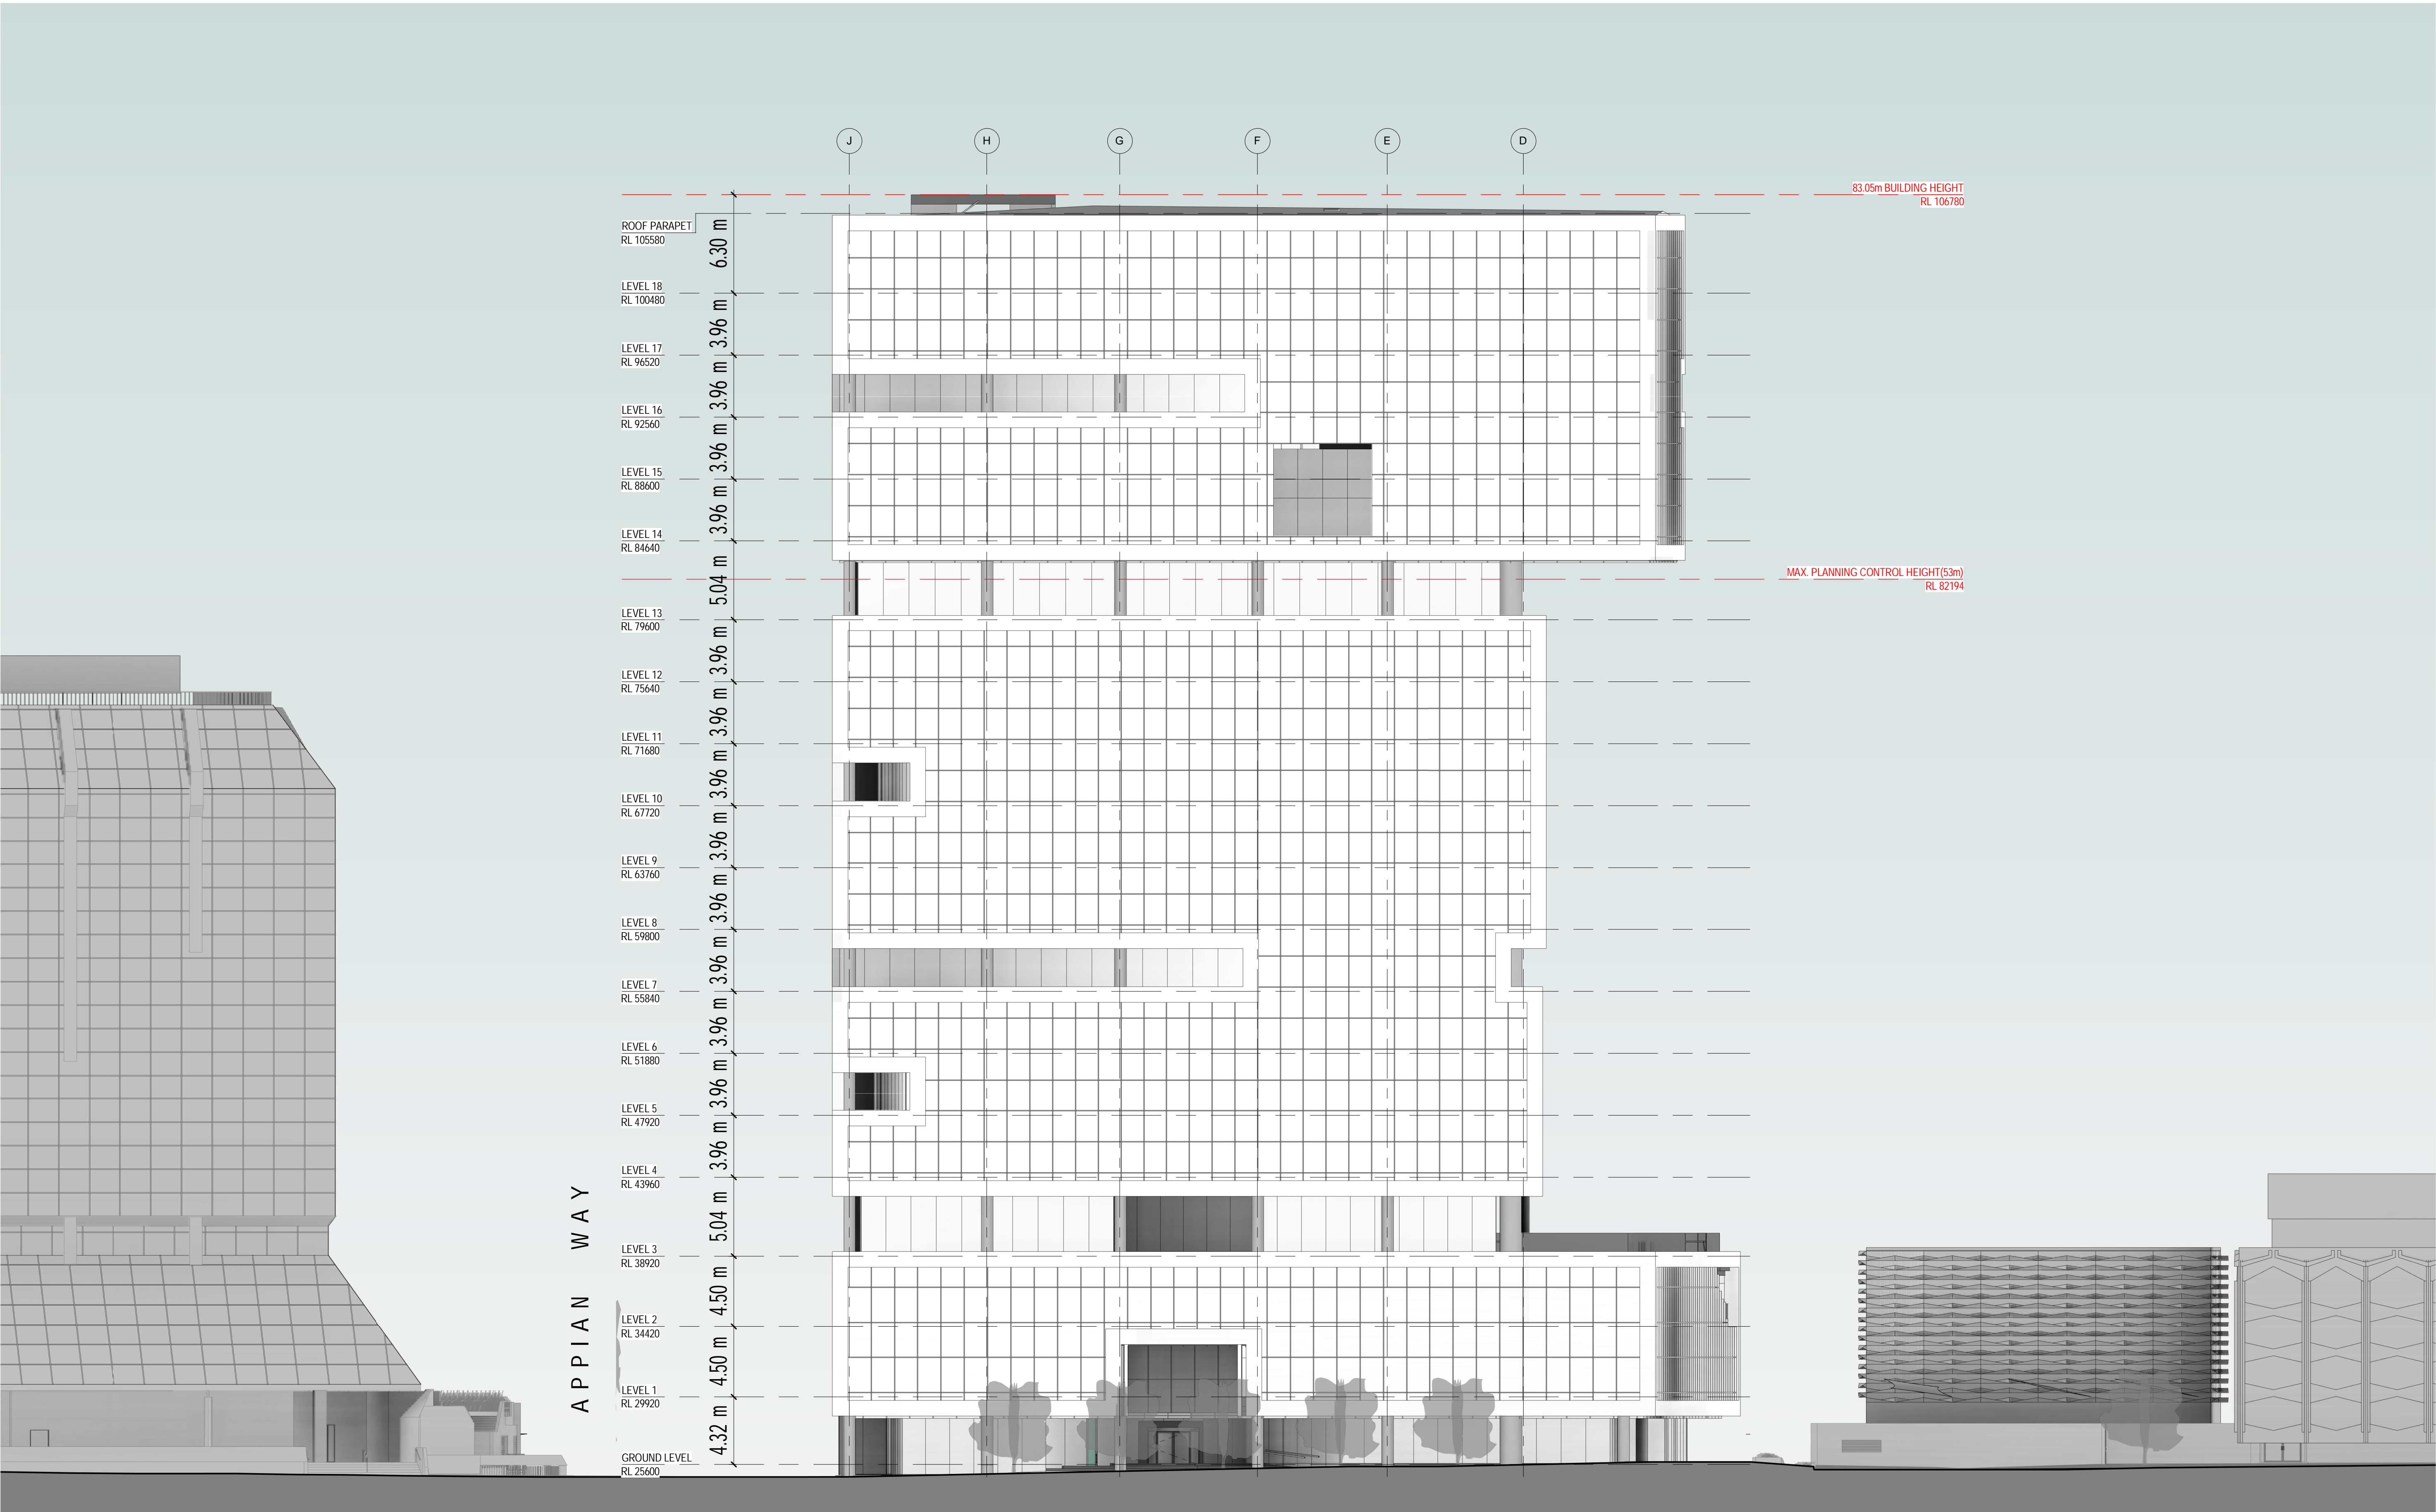 J H G F E D
83.05m BUILDING HEIGHT
RL 106780
ROOF PARAPET
RL 105580
6.30 m
LEVEL 18
RL 100480
3.96 m
LEVEL 17
RL 96520
3.96 m
LEVEL 16
RL 92560
3.96 m
LEVEL 15
RL 88600
3.96 m
LEVEL 14
RL 84640
5.04 m
MAX. PLANNING CONTROL HEIGHT(53m)
RL 82194
LEVEL 13
RL 79600
3.96 m
LEVEL 12
RL 75640
3.96 m
LEVEL 11
RL 71680
3.96 m
LEVEL 10
RL 67720
3.96 m
LEVEL 9
RL 63760
3.96 m
LEVEL 8
RL 59800
3.96 m
LEVEL 7
RL 55840
3.96 m
LEVEL 6
RL 51880
3.96 m
LEVEL 5
RL 47920
3.96 m
LEVEL 4
RL 43960
5.04 m
LEVEL 3
RL 38920
4.50 m
LEVEL 2
RL 34420
4.50 m
LEVEL 1
RL 29920
4.32 m
GROUND LEVEL
RL 25600
APPIAN WAY